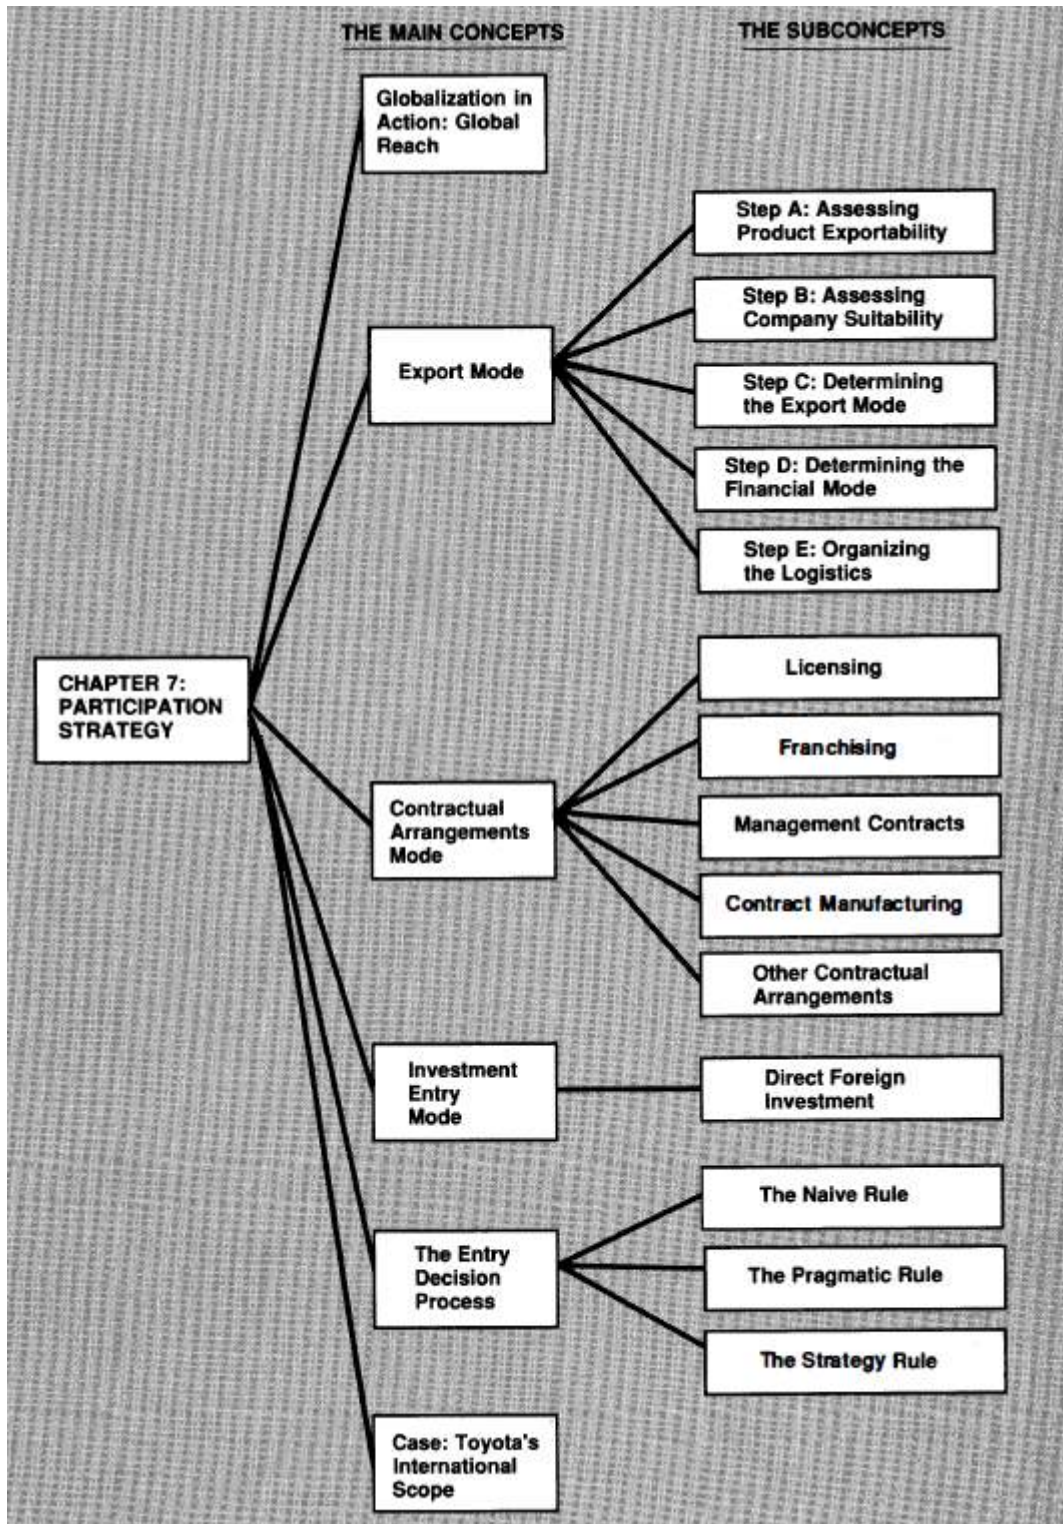 THE MAIN CONCEPTS
THE SUBCONCEPTS
Globalization in
Action: Global
Reach
Step A: Assessing
Product Exportability
Step B: Assessing
Company Suitability
Export Mode
Step C: Determining
the Export Mode
Step D: Determining the
Financial Mode
Step E: Organizing
the Logistics
CHAPTER 7:
PARTICIPATION
STRATEGY
Licensing
Franchising
Contractual
Arrangements
Mode
Management Contracts
Contract Manufacturing
Other Contractual
Arrangements
Investment
Entry
Mode
Direct Foreign
Investment
The Entry
Decision
Process
The Naive Rule
The Pragmatic Rule
The Strategy Rule
Case: Toyota's
International
Scope